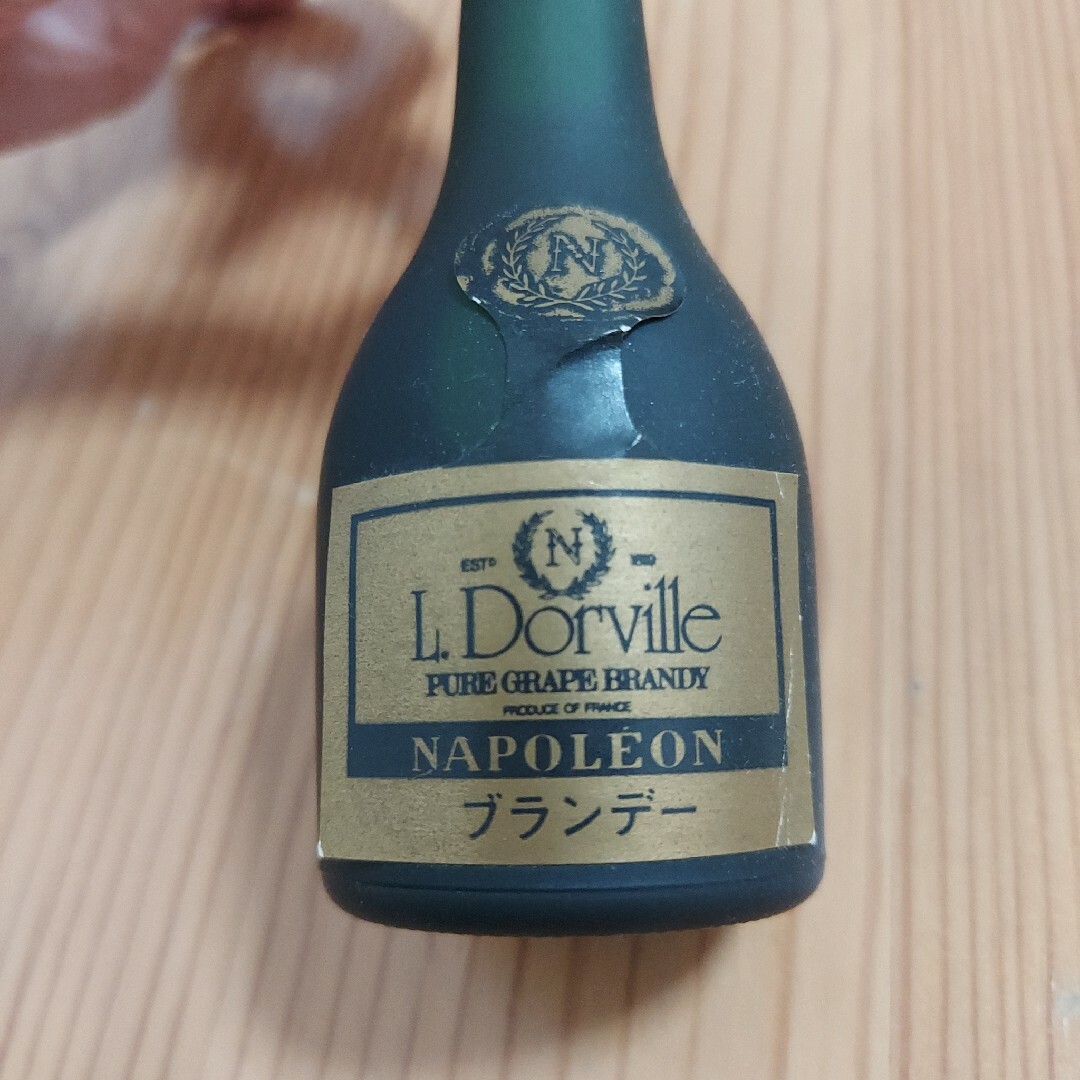 N
N
ESTD
L. Dorville
PURE GRAPE BRANDY
PRODUCE OF FRANCE
NAPOLÉON
ブランデー